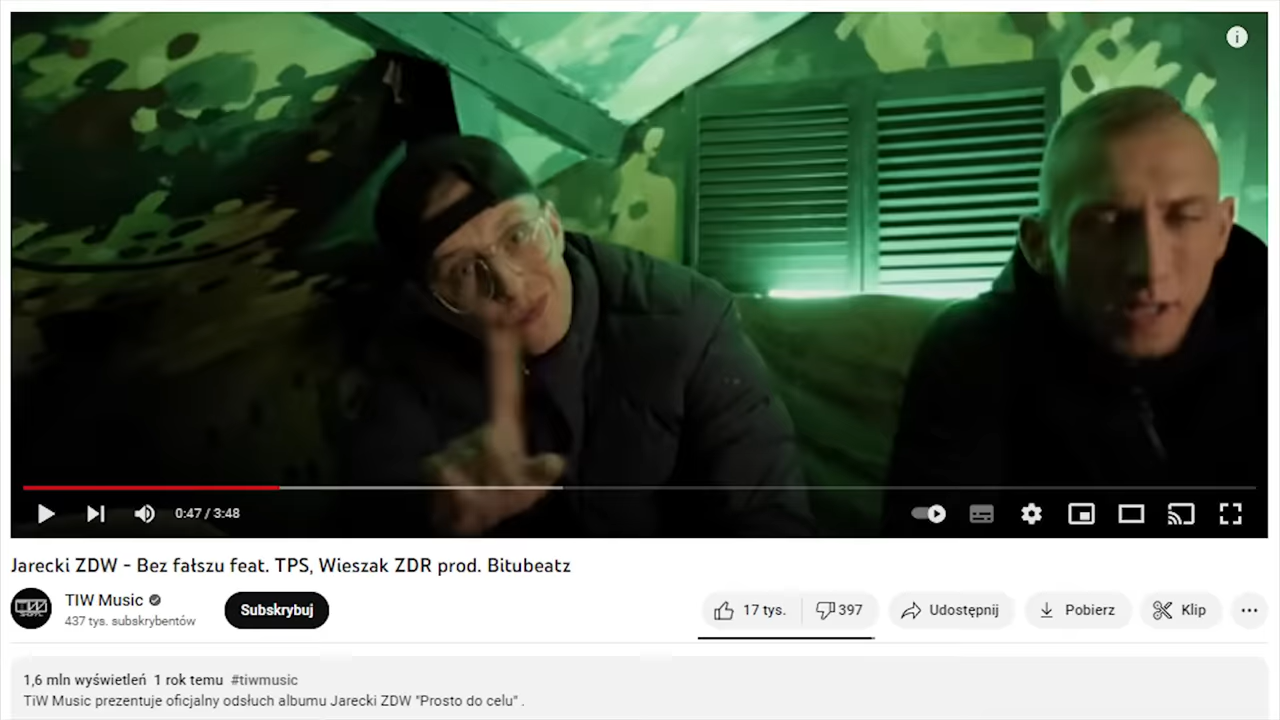 0:47 / 3:48
Jarecki ZDW - Bez fałszu feat. TPS, Wieszak ZDR prod. Bitubeatz
TIW
TIW Music
437 tys. subskrybentów
Subskrybuj
17 tys.
397
Udostępnij
Pobierz
Klip
1,6 mln wyświetleń 1 rok temu #tiwmusic
TiW Music prezentuje oficjalny odsłuch albumu Jarecki ZDW "Prosto do celu" .